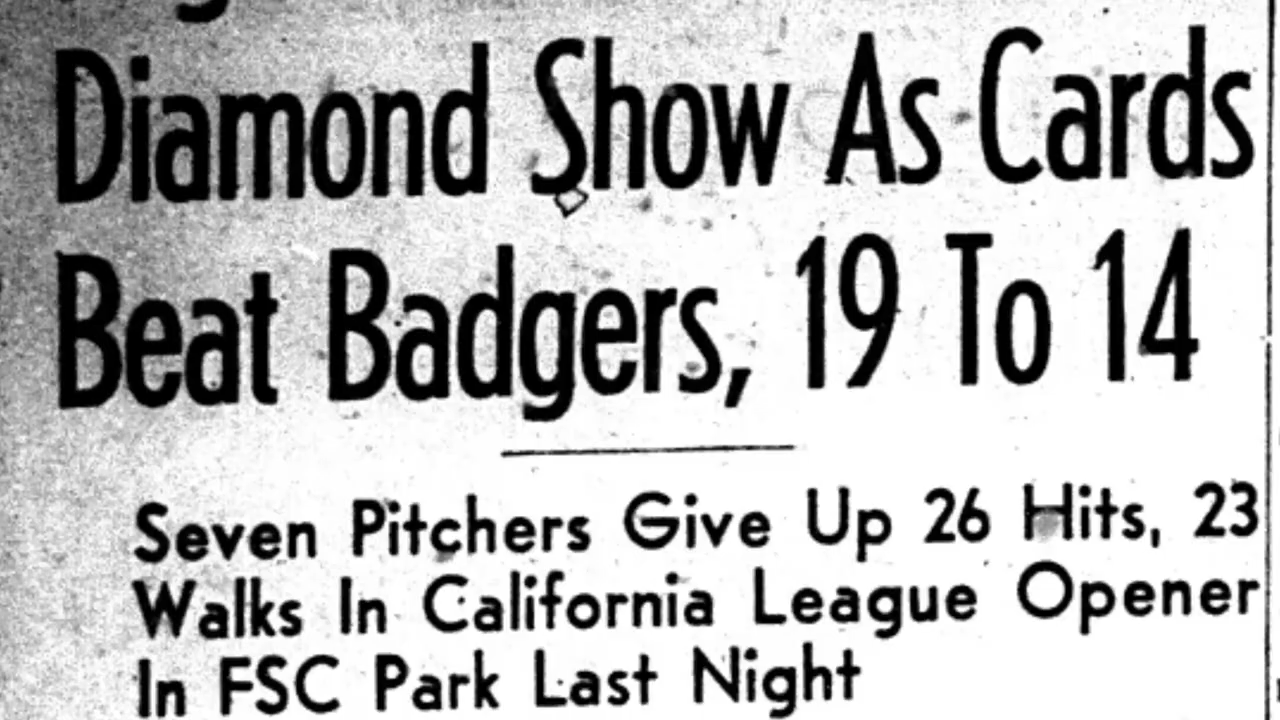 Diamond Show As Cards
Beat Badgers, 19 To 14
Seven Pitchers Give Up 26 Hits, 23
Walks In California League Opener
In FSC Park Last Night